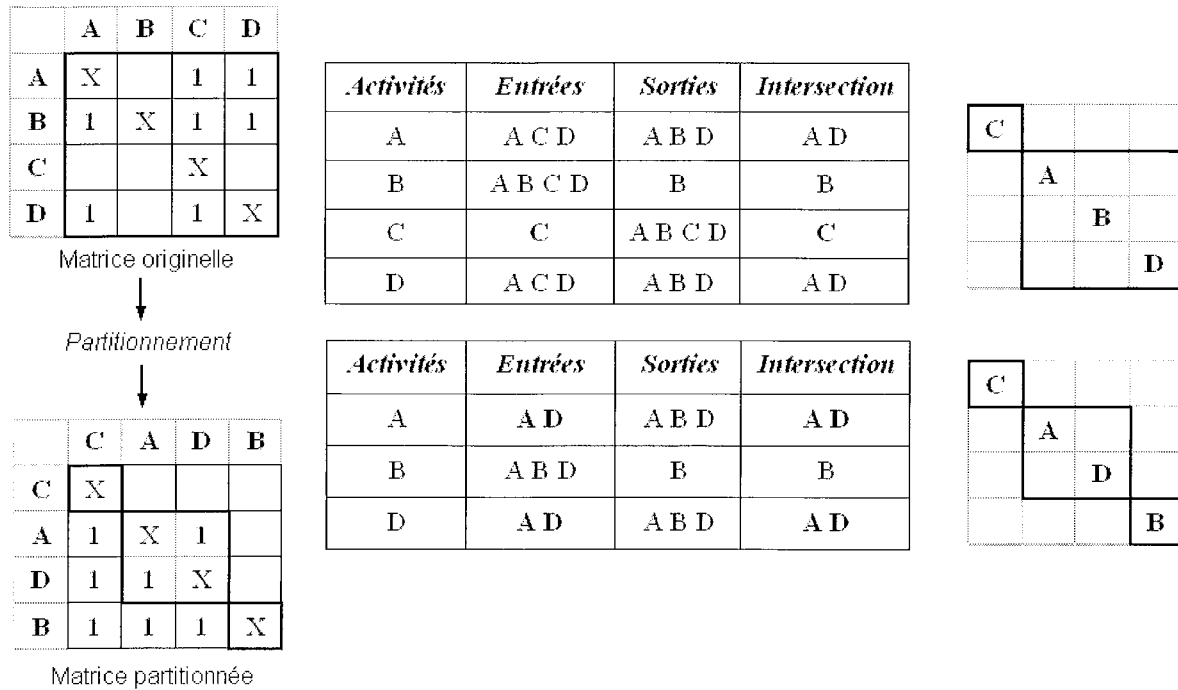 A B C D
A X 1 1
B 1 X 1 1
C X
D 1 1 X
Matrice originelle
Partitionnement
C A D B
C X
A 1 X 1
D 1 1 X
B 1 1 1 X
Matrice partitionnée
Activités Entrées Sorties Intersection
A A C D A B D A D
B A B C D B B
C C A B C D C
D A C D A B D A D
Activités Entrées Sorties Intersection
A A D A B D A D
B A B D B B
D A D A B D A D
C
A
B
D
C
A
D
B